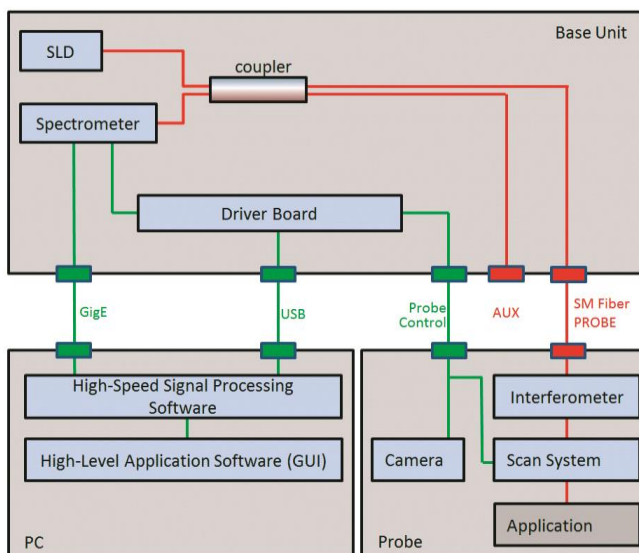 Base Unit
SLD
coupler
Spectrometer
Driver Board
GigE
USB
Probe
Control
AUX
SM Fiber
PROBE
High-Speed Signal Processing
Software
High-Level Application Software (GUI)
PC
Interferometer
Camera
Scan System
Application
Probe